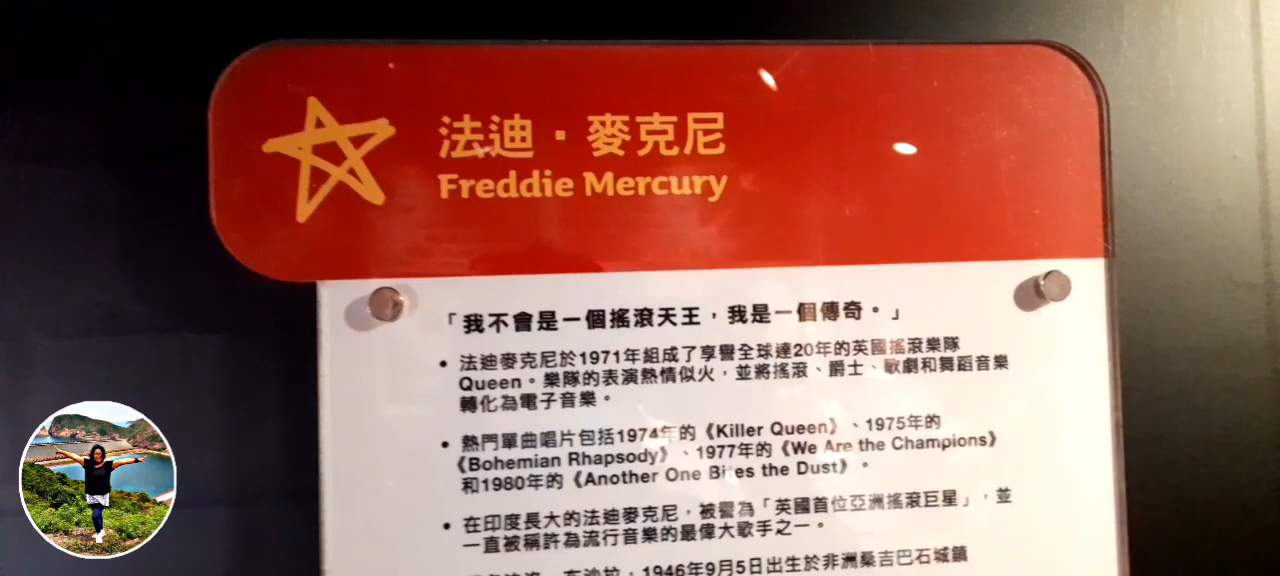 法迪·麥克尼
Freddie Mercury
「我不會是一個搖滾天王，我是一個傳奇。」
• 法迪麥克尼於1971年組成了享譽全球達20年的英國搖滾樂隊
Queen。樂隊的表演熱情似火，並將搖滾、爵士、歌劇和舞蹈音樂
轉化為電子音樂。
• 熱門單曲唱片包括1974年的《Killer Queen》、1975年的
《Bohemian Rhapsody》、1977年的《We Are the Champions》
和1980年的《Another One Bites the Dust》。
• 在印度長大的法迪麥克尼，被譽為「英國首位亞洲搖滾巨星」，並
一直被稱許為流行音樂的最偉大歌手之一。
1946年9月5日出生於非洲桑吉巴石城鎮